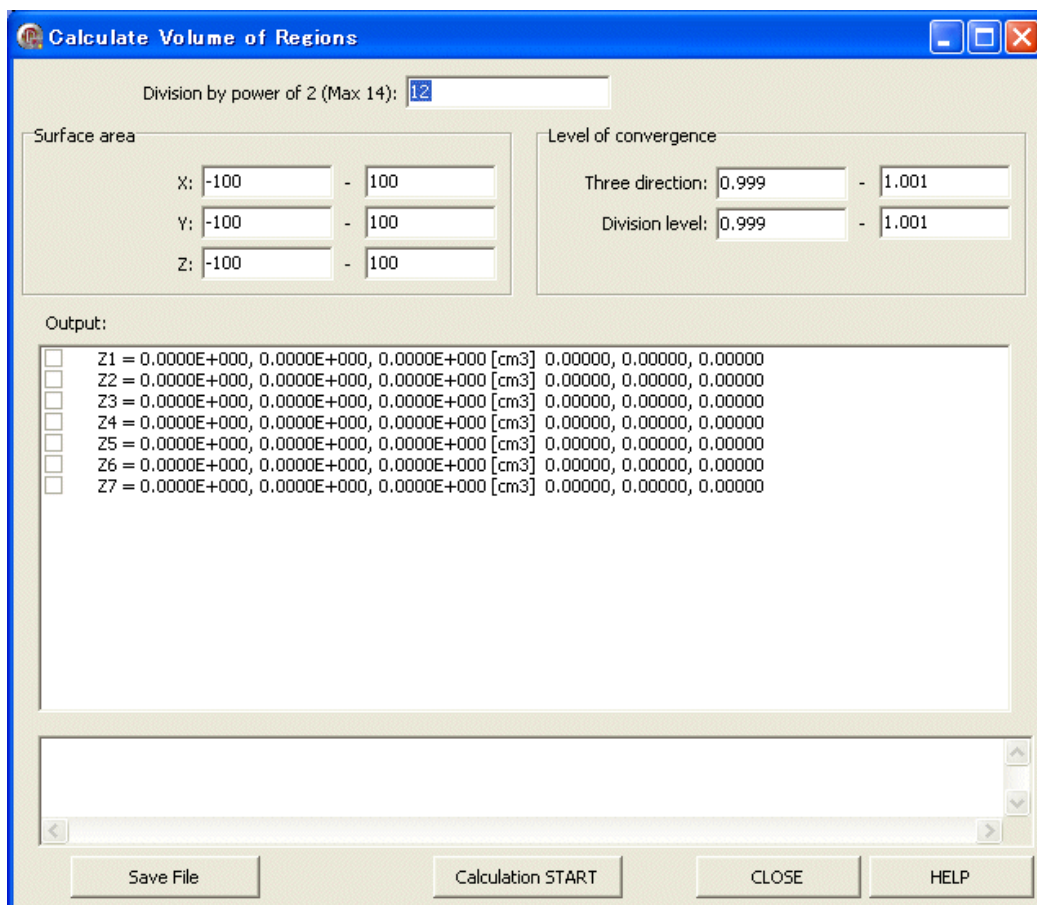 Calculate Volume of Regions
Division by power of 2 (Max 14): 12
Surface area
X: -100 - 100
Y: -100 - 100
Z: -100 - 100
Level of convergence
Three direction: 0.999 - 1.001
Division level: 0.999 - 1.001
Output:
Z1 = 0.0000E+000, 0.0000E+000, 0.0000E+000 [cm3] 0.00000, 0.00000, 0.00000
Z2 = 0.0000E+000, 0.0000E+000, 0.0000E+000 [cm3] 0.00000, 0.00000, 0.00000
Z3 = 0.0000E+000, 0.0000E+000, 0.0000E+000 [cm3] 0.00000, 0.00000, 0.00000
Z4 = 0.0000E+000, 0.0000E+000, 0.0000E+000 [cm3] 0.00000, 0.00000, 0.00000
Z5 = 0.0000E+000, 0.0000E+000, 0.0000E+000 [cm3] 0.00000, 0.00000, 0.00000
Z6 = 0.0000E+000, 0.0000E+000, 0.0000E+000 [cm3] 0.00000, 0.00000, 0.00000
Z7 = 0.0000E+000, 0.0000E+000, 0.0000E+000 [cm3] 0.00000, 0.00000, 0.00000
Save File
Calculation START
CLOSE
HELP